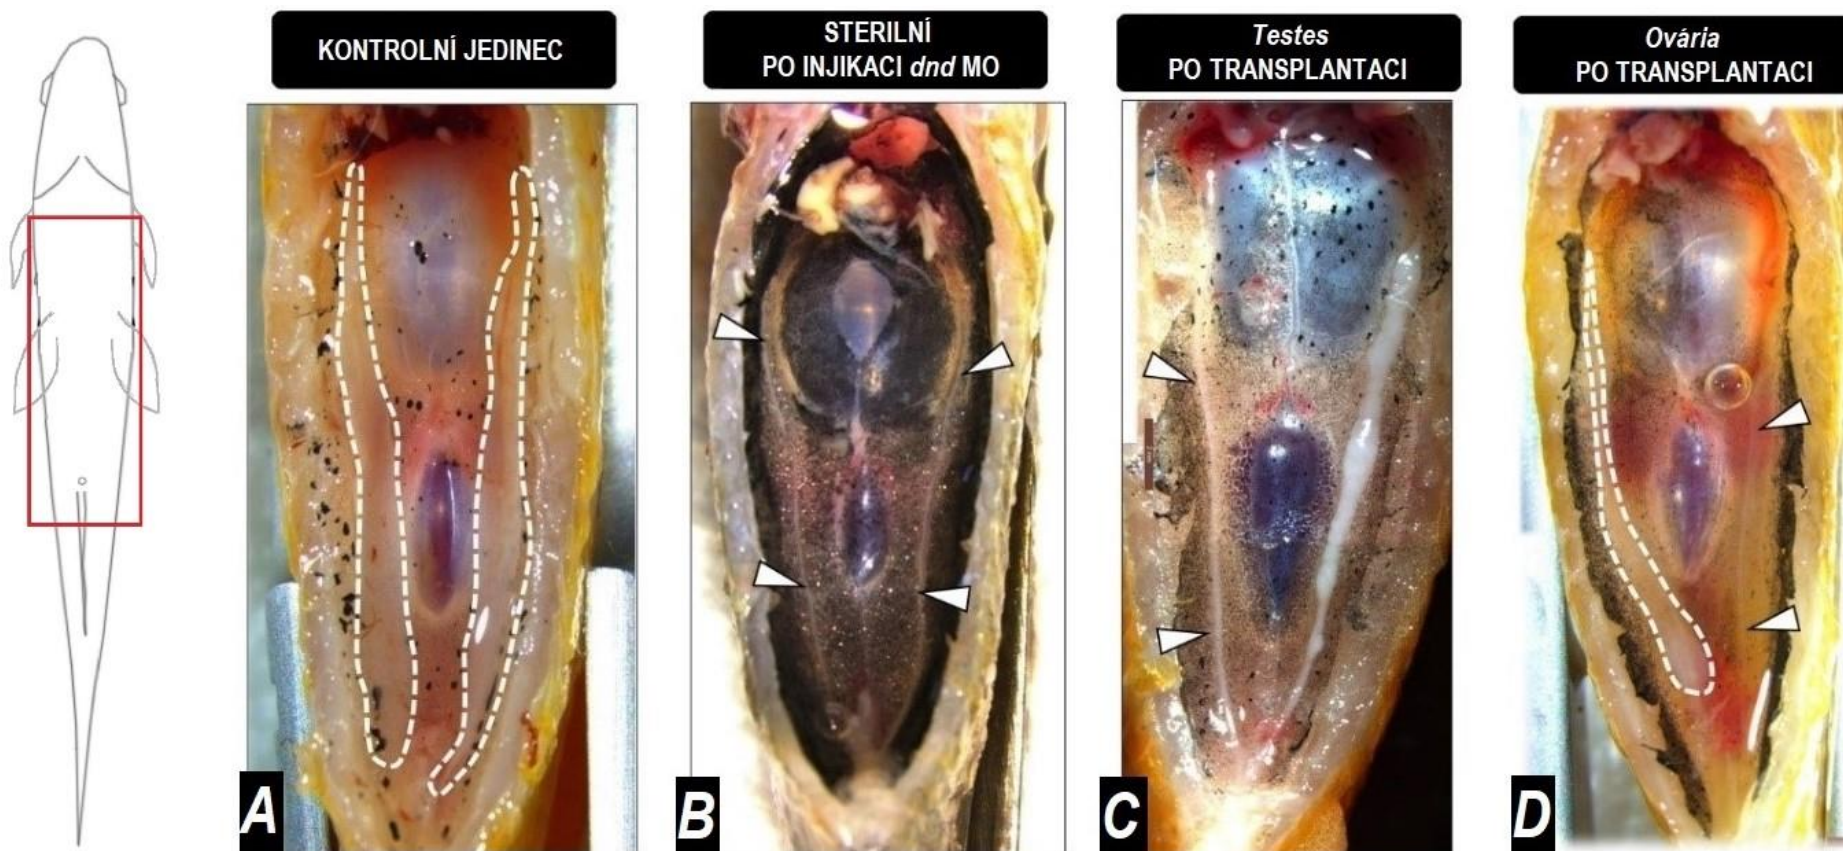 KONTROLNÍ JEDINEC
STERILNÍ
PO INJIKACI dnd MO
Testes
PO TRANSPLANTACI
Ovária
PO TRANSPLANTACI
A
B
C
D